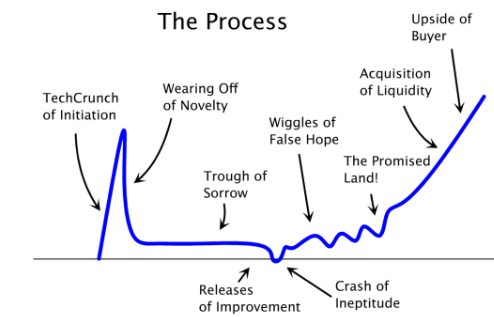 The Process
TechCrunch
of Initiation
Wearing Off
of Novelty
Trough of
Sorrow
Releases
of Improvement
Crash of
Ineptitude
Wiggles of
False Hope
The Promised
Land!
Acquisition
of Liquidity
Upside of
Buyer